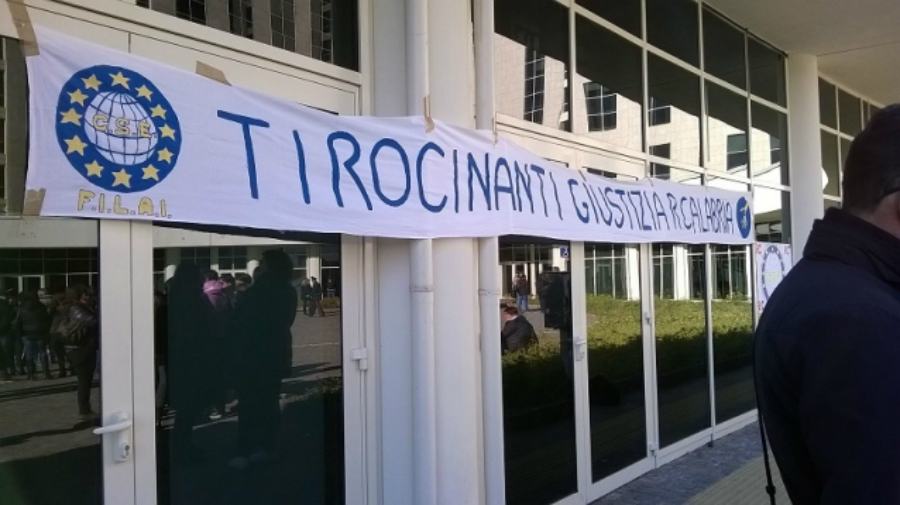 C.S.E.
F.I.L.A.I.
TIROCINANTI GIUSTIZIA R.CALABRIA